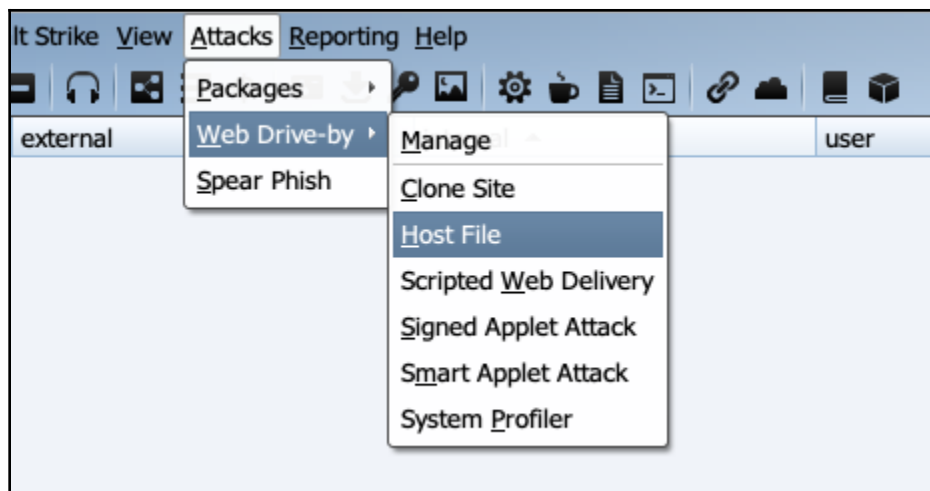 lt Strike View Attacks Reporting Help
external
user
Packages
Web Drive-by
Spear Phish
Manage
Clone Site
Host File
Scripted Web Delivery
Signed Applet Attack
Smart Applet Attack
System Profiler